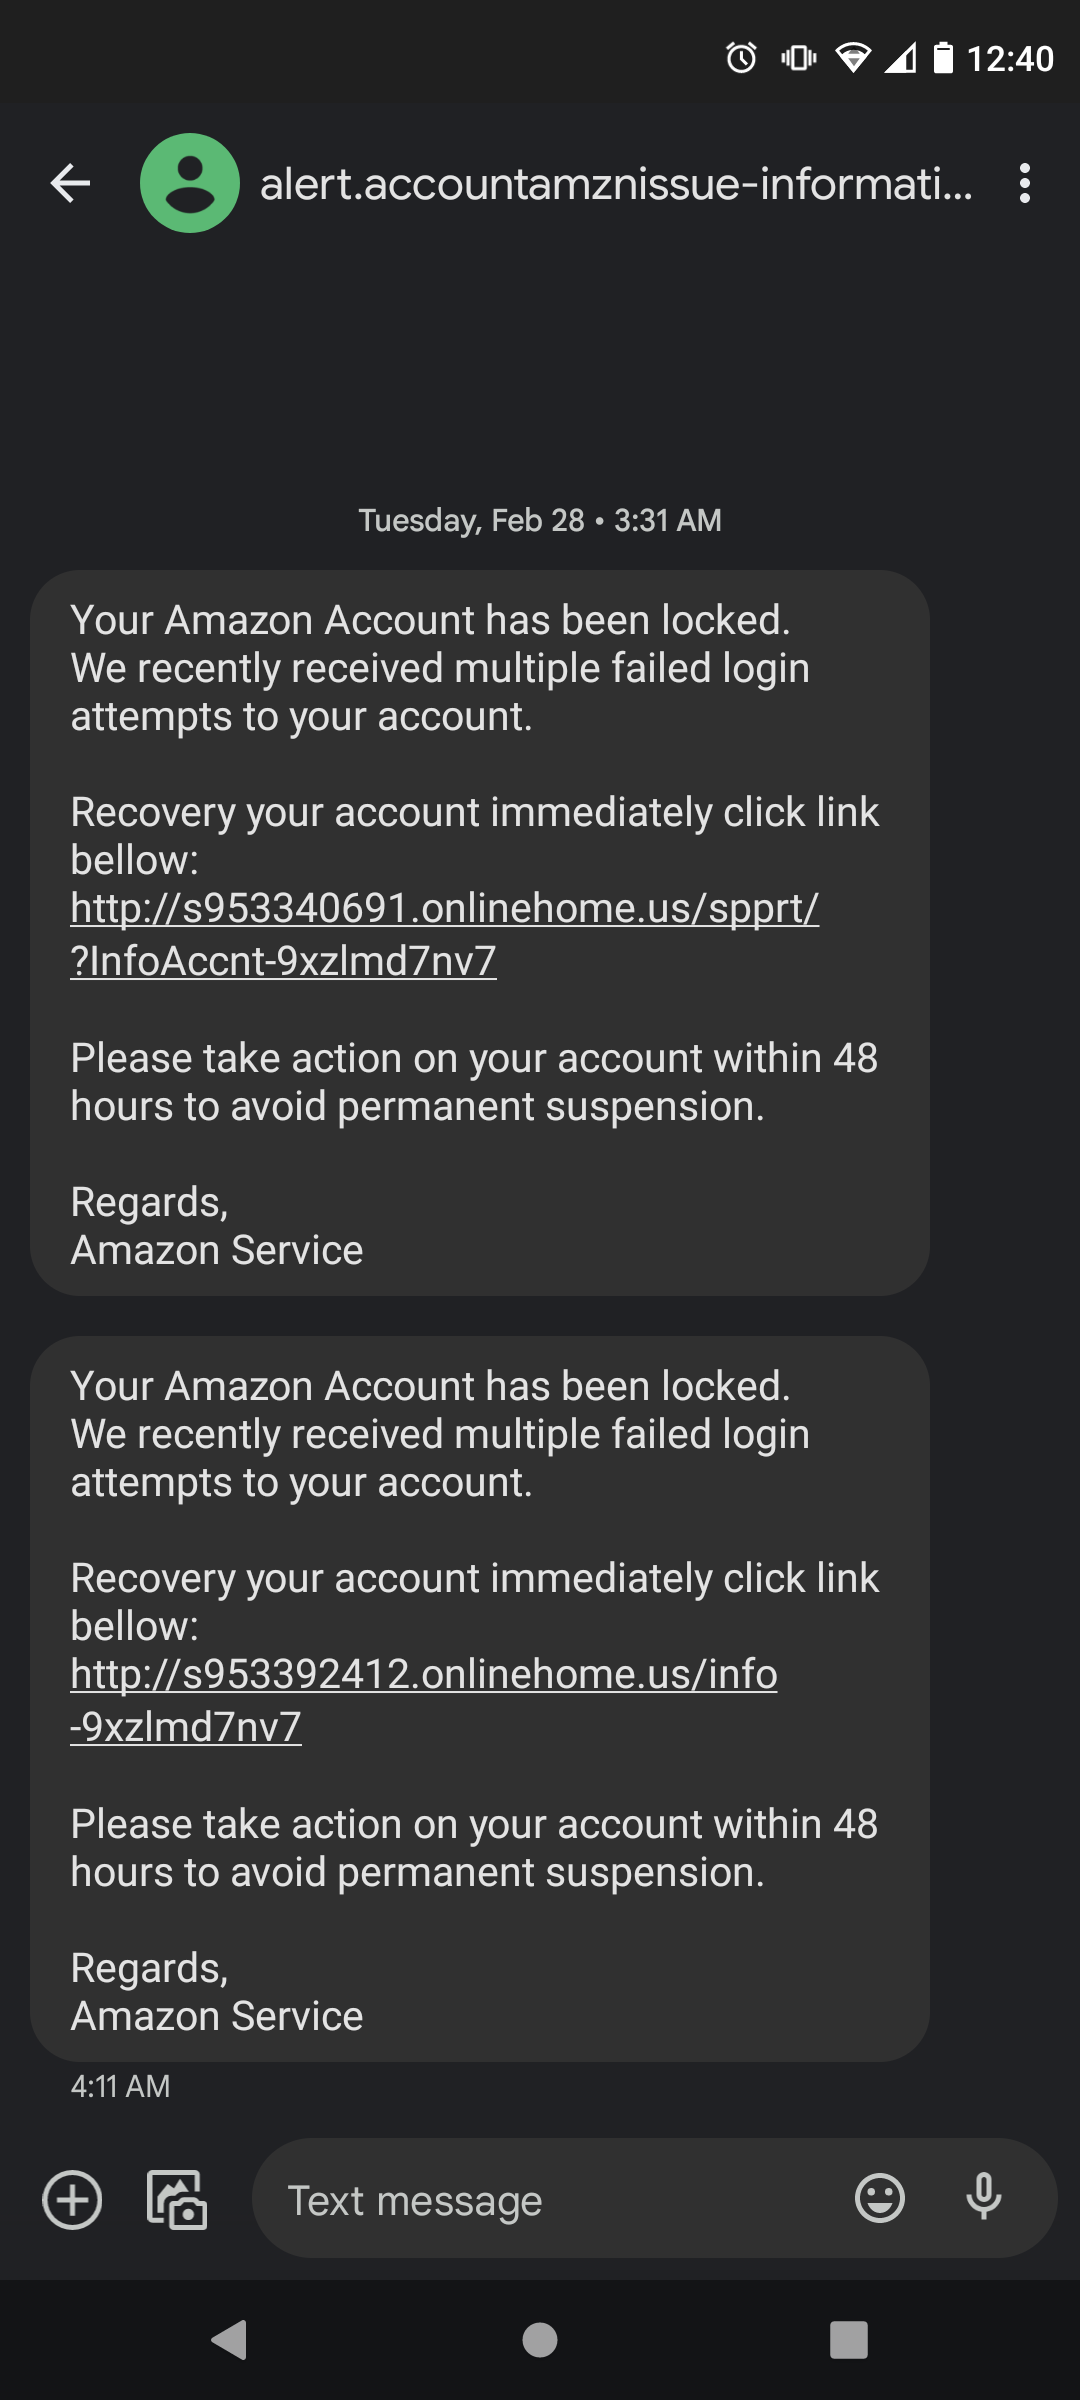 12:40
alert.accountamznissue-informati...
Tuesday, Feb 28 • 3:31 AM
Your Amazon Account has been locked.
We recently received multiple failed login
attempts to your account.
Recovery your account immediately click link
bellow:
http://s953340691.onlinehome.us/spprt/
?InfoAccnt-9xzlmd7nv7
Please take action on your account within 48
hours to avoid permanent suspension.
Regards,
Amazon Service
Your Amazon Account has been locked.
We recently received multiple failed login
attempts to your account.
Recovery your account immediately click link
bellow:
http://s953392412.onlinehome.us/info
-9xzlmd7nv7
Please take action on your account within 48
hours to avoid permanent suspension.
Regards,
Amazon Service
4:11 AM
Text message